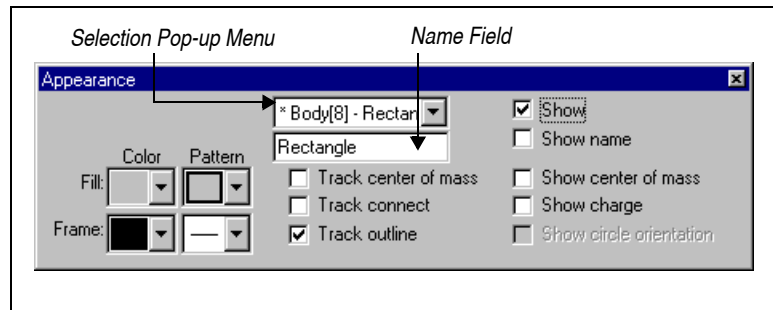 Selection Pop-up Menu Name Field
Appearance
* Body[8] - Rectan
Show
Rectangle
Show name
Color Pattern
Fill:
Track center of mass
Show center of mass
Track connect
Show charge
Frame:
Track outline
Show circle orientation